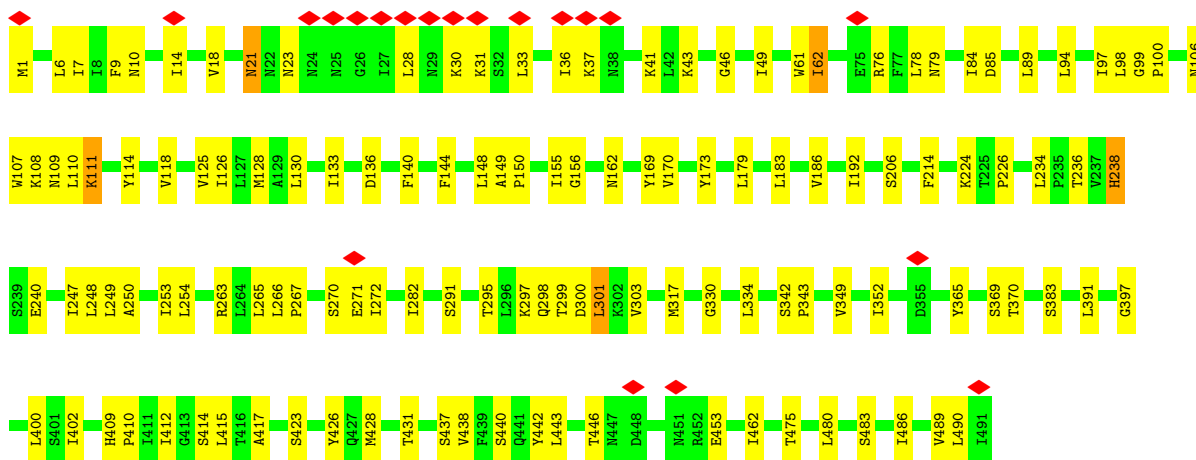 M1 L6 I7 I8 F9 N10 I14 V18 N21 N22 N23 N24 N25 G26 I27 L28 N29 K30 K31 S32 L33 I36 K37 N38 K41 L42 K43 G46 I49 W61 I62 E75 R76 F77 L78 N79 I84 D85 L89 L94 I97 L98 G99 P100 N106
W107 K108 N109 L110 K111 Y114 V118 V125 I126 L127 M128 A129 L130 I133 D136 F140 F144 L148 A149 P150 I155 G156 N162 Y169 V170 Y173 L179 L183 V186 I192 S206 F214 K224 T225 P226 L234 P235 T236 V237 H238
S239 E240 I247 L248 L249 A250 I253 L254 R263 L264 L265 L266 P267 S270 E271 I272 I282 S291 T295 L296 K297 Q298 T299 D300 L301 K302 V303 M317 G330 L334 S342 P343 V349 I352 D355 Y365 S369 T370 S383 L391 G397
L400 S401 I402 H409 P410 I411 I412 G413 S414 L415 T416 A417 S423 Y426 Q427 M428 T431 S437 V438 F439 S440 Q441 Y442 L443 T446 N447 D448 N451 R452 E453 I462 T475 L480 S483 I486 V489 L490 I491